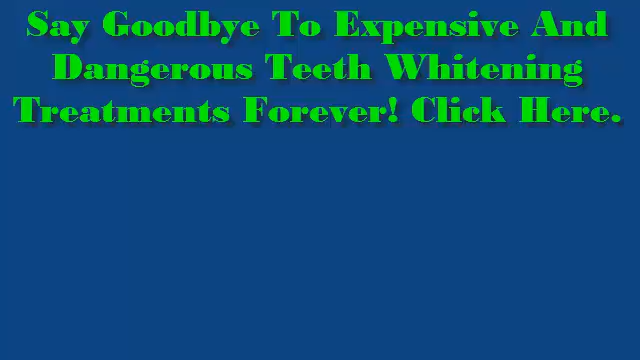 Say Goodbye To Expensive And
Dangerous Teeth Whitening
Treatments Forever! Click Here.